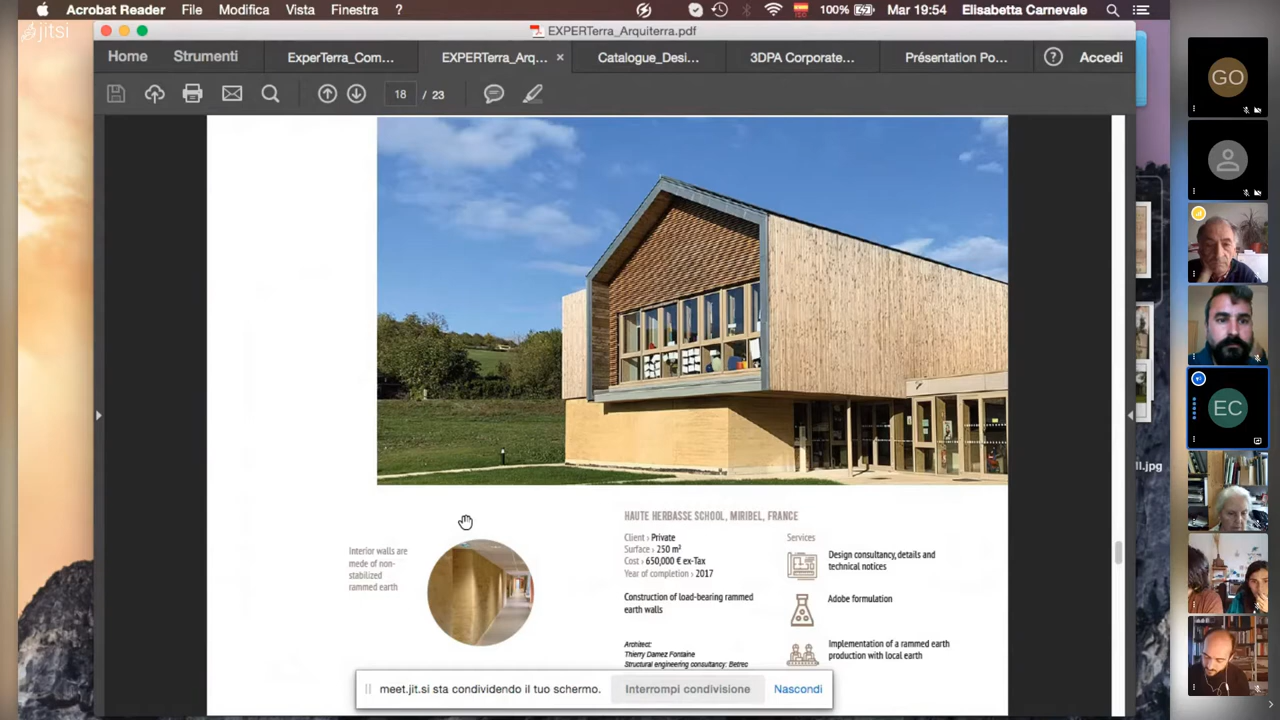 Acrobat Reader File Modifica Vista Finestra ? 100% Mar 19:54 Elisabetta Carnevale
jitsi
EXPERTerra_Arquiterra.pdf
Home Strumenti ExperTerra_Com... EXPERTerra_Arq... × Catalogue_Desi... 3DPA Corporate... Présentation Po... ? Accedi
18 / 23
GO
EC
ll.jpg
HAUTE HERBASSE SCHOOL, MIRIBEL, FRANCE
Client › Private
Surface › 250 m²
Cost › 650,000 € ex-Tax
Year of completion › 2017
Construction of load-bearing rammed
earth walls
Architect:
Thierry Damez Fontaine
Structural engineering consultancy: Betrec
Services
Design consultancy, details and
technical notices
Adobe formulation
Implementation of a rammed earth
production with local earth
Interior walls are
mede of non-
stabilized
rammed earth
meet.jit.si sta condividendo il tuo schermo. Interrompi condivisione Nascondi